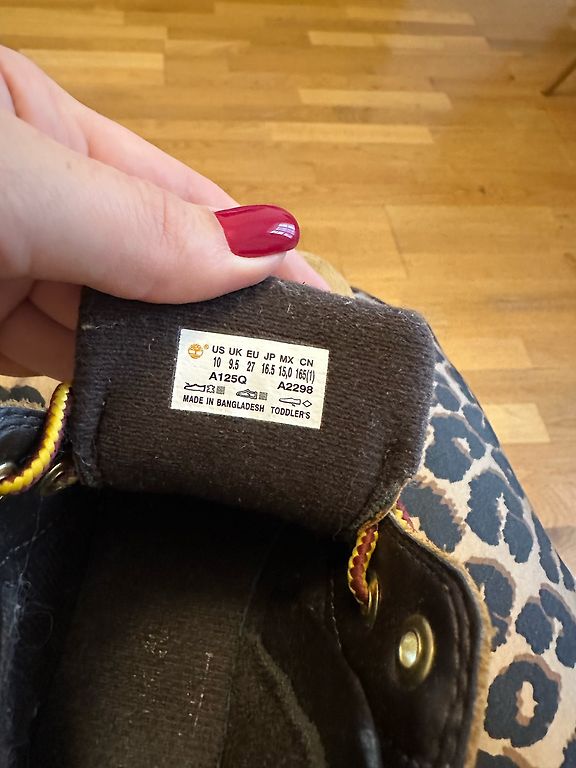 US UK EU JP MX CN
10 9.5 27 16.5 15,0 165(1)
A125Q A2298
MADE IN BANGLADESH TODDLER'S